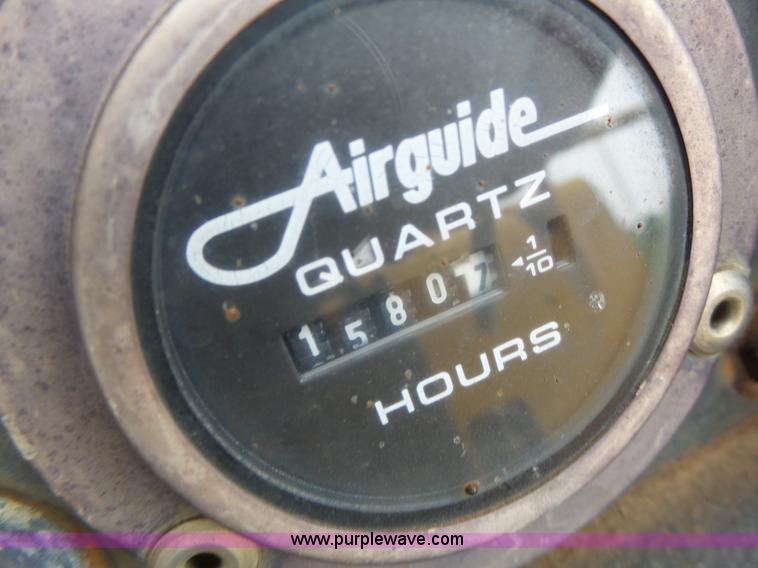 Airguide
QUARTZ
15807 ◄ 1/10
HOURS
www.purplewave.com